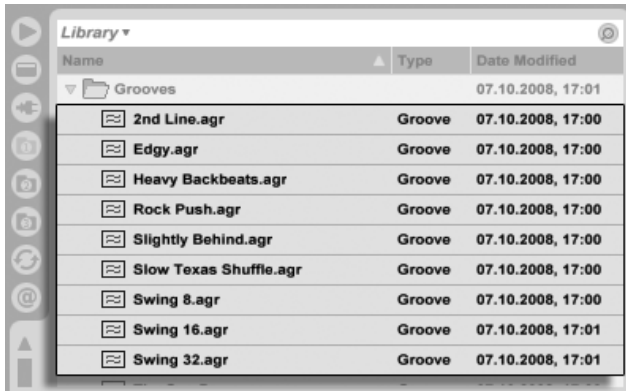 Library
Name Type Date Modified
Grooves 07.10.2008, 17:01
2nd Line.agr Groove 07.10.2008, 17:00
Edgy.agr Groove 07.10.2008, 17:00
Heavy Backbeats.agr Groove 07.10.2008, 17:00
Rock Push.agr Groove 07.10.2008, 17:00
Slightly Behind.agr Groove 07.10.2008, 17:00
Slow Texas Shuffle.agr Groove 07.10.2008, 17:00
Swing 8.agr Groove 07.10.2008, 17:00
Swing 16.agr Groove 07.10.2008, 17:01
Swing 32.agr Groove 07.10.2008, 17:01